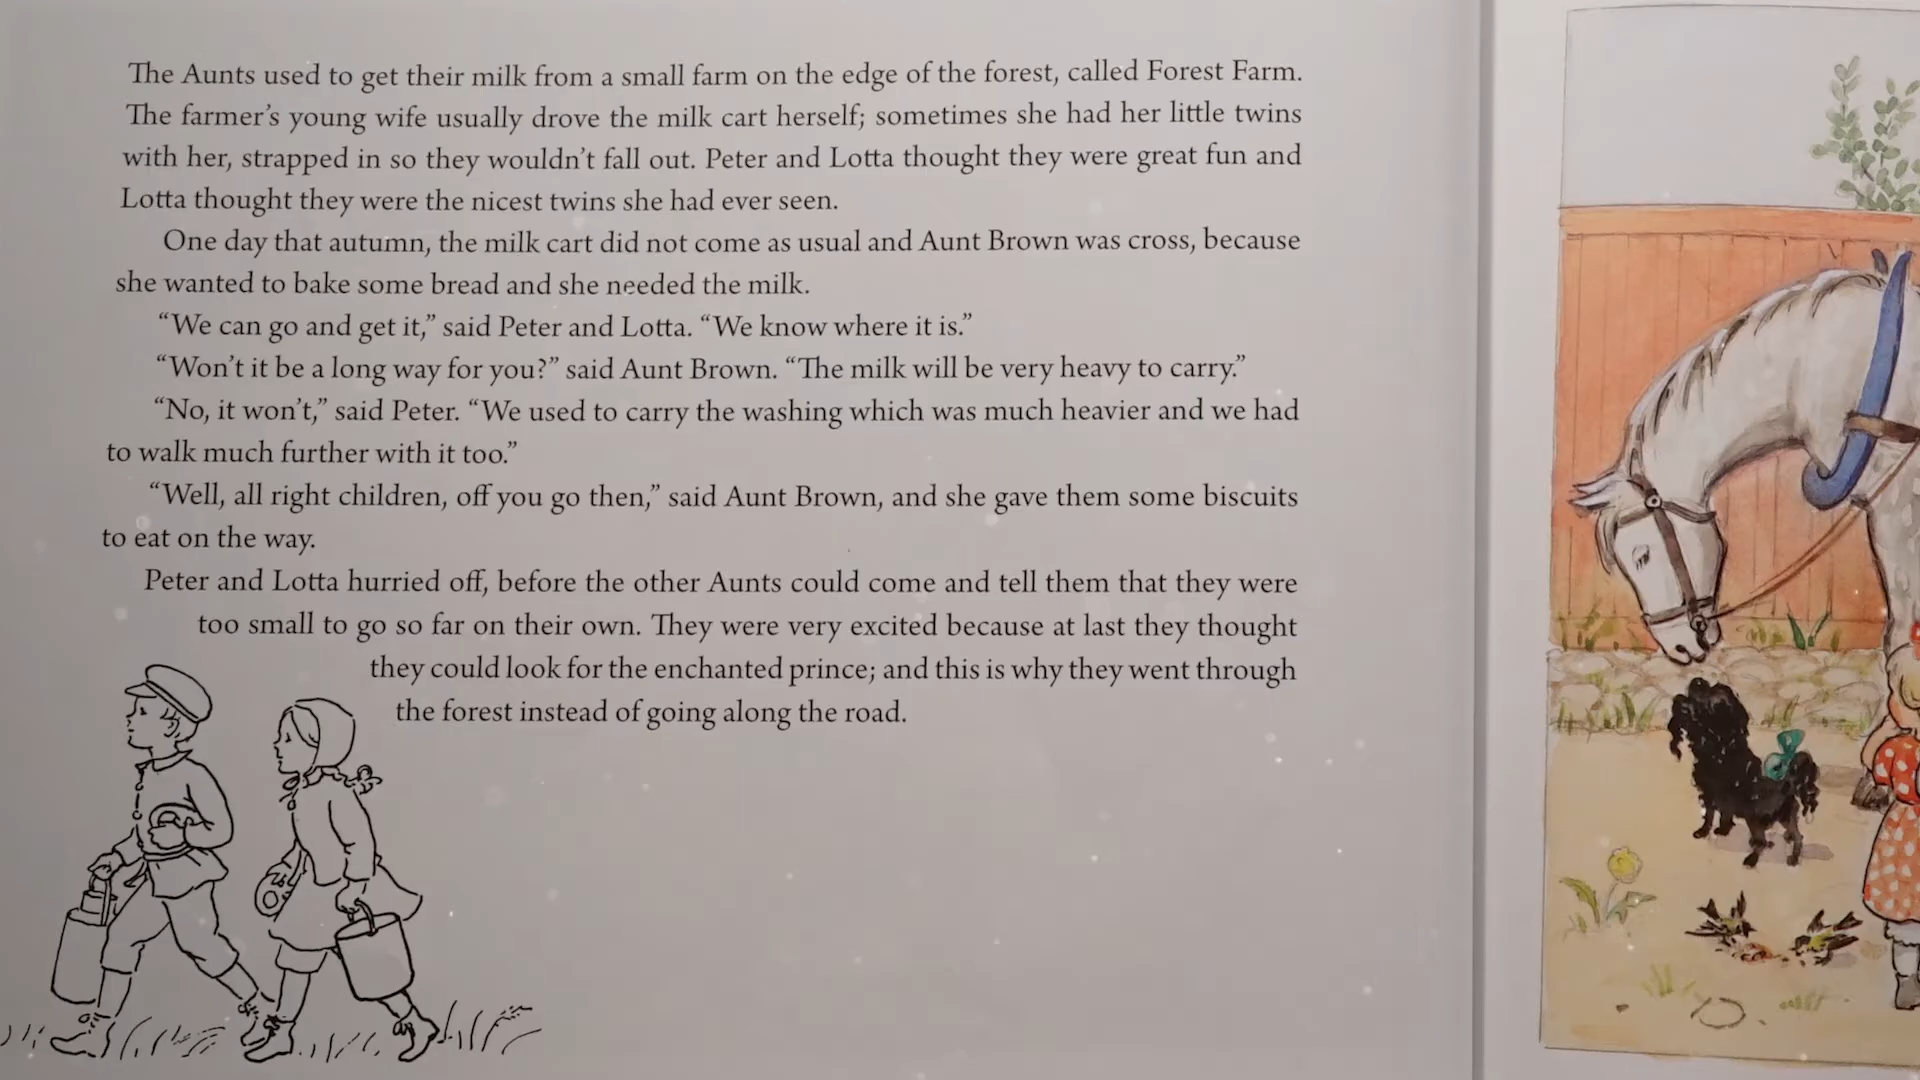 The Aunts used to get their milk from a small farm on the edge of the forest, called Forest Farm.
The farmer’s young wife usually drove the milk cart herself; sometimes she had her little twins
with her, strapped in so they wouldn’t fall out. Peter and Lotta thought they were great fun and
Lotta thought they were the nicest twins she had ever seen.
One day that autumn, the milk cart did not come as usual and Aunt Brown was cross, because
she wanted to bake some bread and she needed the milk.
“We can go and get it,” said Peter and Lotta. “We know where it is.”
“Won’t it be a long way for you?” said Aunt Brown. “The milk will be very heavy to carry.”
“No, it won’t,” said Peter. “We used to carry the washing which was much heavier and we had
to walk much further with it too.”
“Well, all right children, off you go then,” said Aunt Brown, and she gave them some biscuits
to eat on the way.
Peter and Lotta hurried off, before the other Aunts could come and tell them that they were
too small to go so far on their own. They were very excited because at last they thought
they could look for the enchanted prince; and this is why they went through
the forest instead of going along the road.